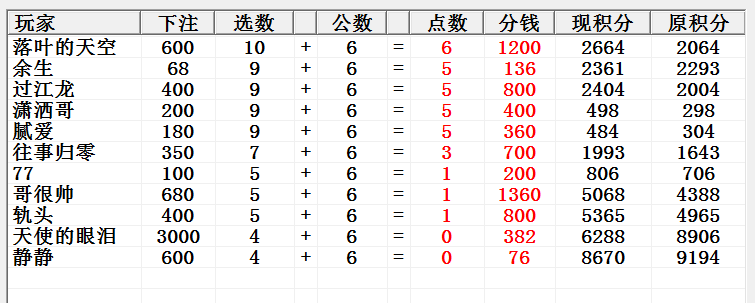 玩家 下注 选数 公数 点数 分钱 现积分 原积分
落叶的天空 600 10 + 6 = 6 1200 2664 2064
余生 68 9 + 6 = 5 136 2361 2293
过江龙 400 9 + 6 = 5 800 2404 2004
潇洒哥 200 9 + 6 = 5 400 498 298
腻爱 180 9 + 6 = 5 360 484 304
往事归零 350 7 + 6 = 3 700 1993 1643
77 100 5 + 6 = 1 200 806 706
哥很帅 680 5 + 6 = 1 1360 5068 4388
轨头 400 5 + 6 = 1 800 5365 4965
天使的眼泪 3000 4 + 6 = 0 382 6288 8906
静静 600 4 + 6 = 0 76 8670 9194